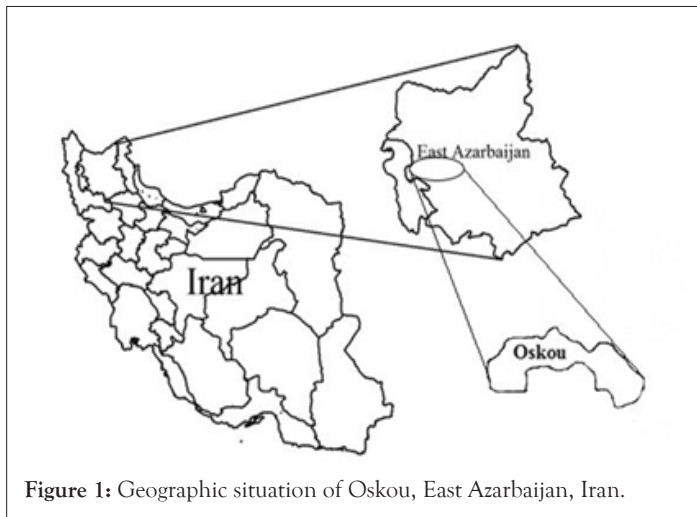 East Azarbaijan
Iran
Oskou
Figure 1: Geographic situation of Oskou, East Azarbaijan, Iran.